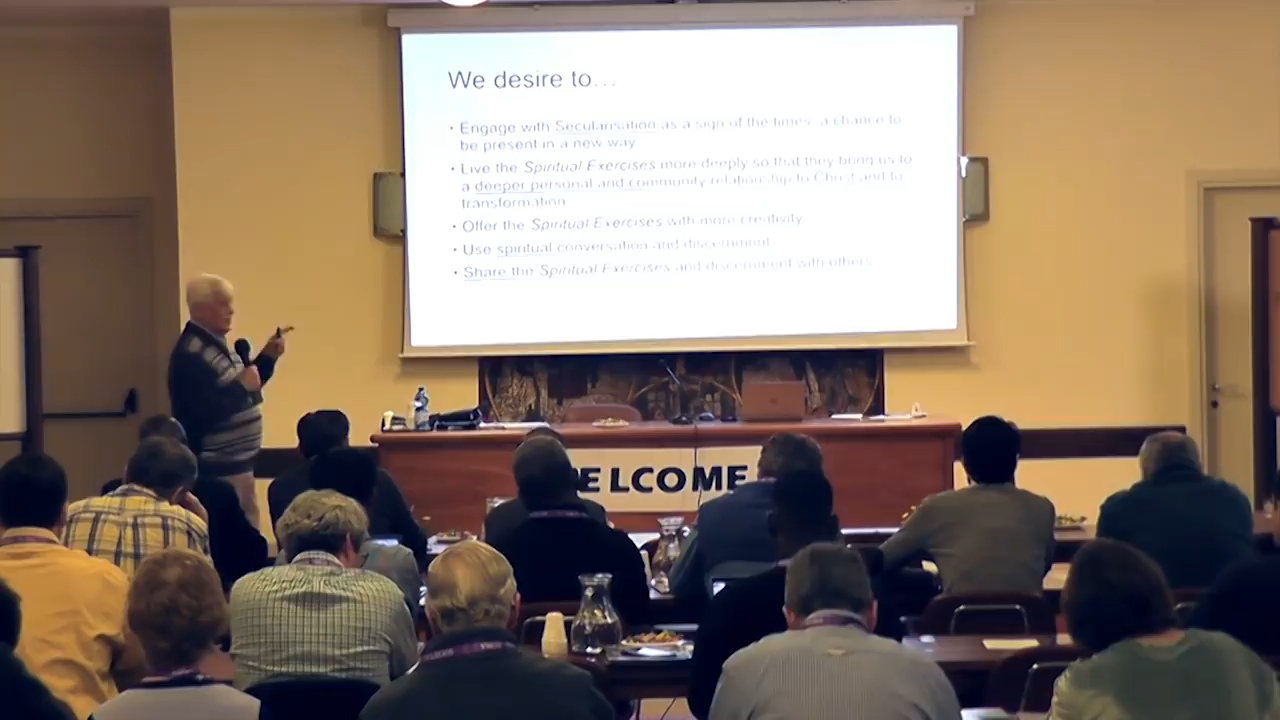 We desire to...
• Engage with Secularisation as a sign of the times, a chance to
be present in a new way
• Live the Spiritual Exercises more deeply so that they bring us to
a deeper personal and community relationship to Christ and to
transformation
• Offer the Spiritual Exercises with more creativity
• Use spiritual conversation and discernment
• Share the Spiritual Exercises and discernment with others
ELCOME